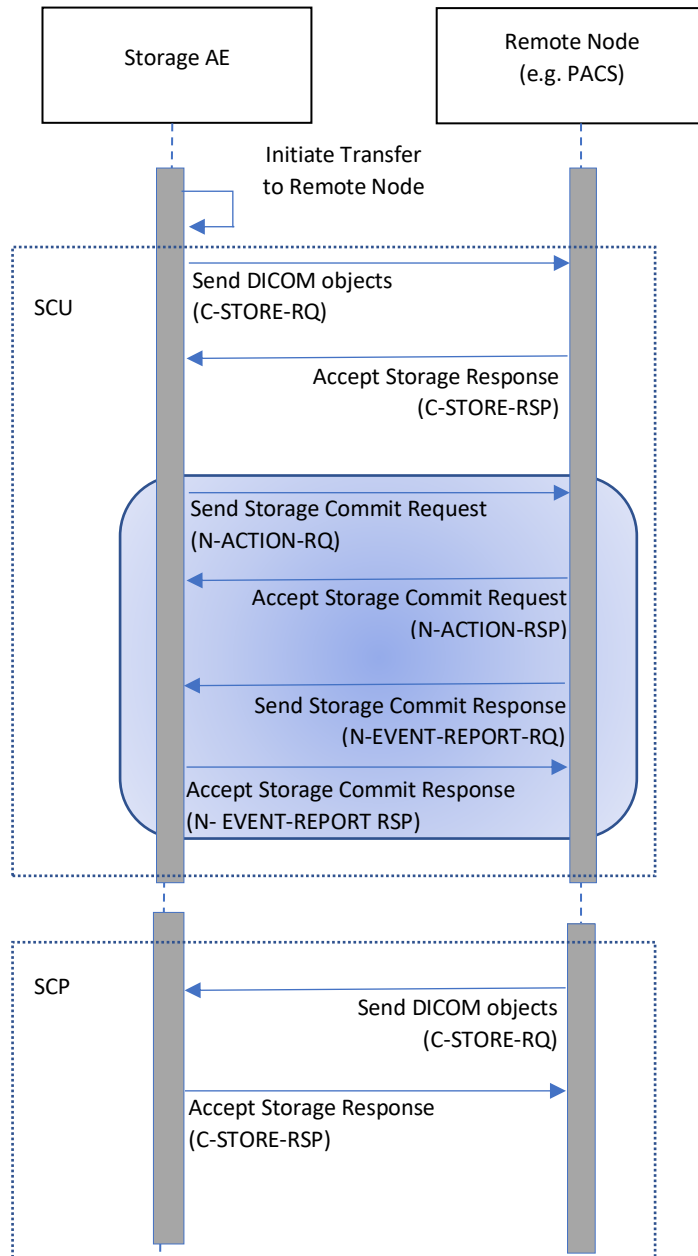 Storage AE
Remote Node
(e.g. PACS)
Initiate Transfer
to Remote Node
SCU
Send DICOM objects
(C-STORE-RQ)
Accept Storage Response
(C-STORE-RSP)
Send Storage Commit Request
(N-ACTION-RQ)
Accept Storage Commit Request
(N-ACTION-RSP)
Send Storage Commit Response
(N-EVENT-REPORT-RQ)
Accept Storage Commit Response
(N- EVENT-REPORT RSP)
SCP
Send DICOM objects
(C-STORE-RQ)
Accept Storage Response
(C-STORE-RSP)